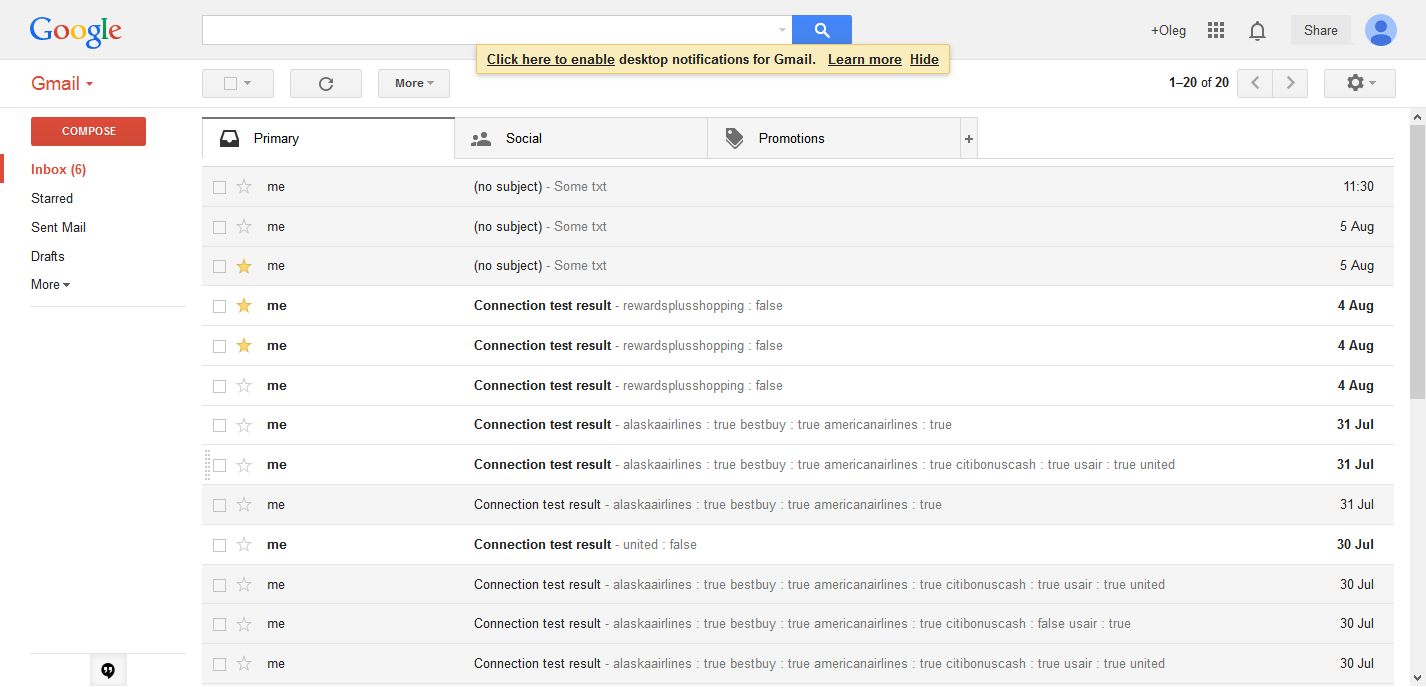 Google
+Oleg
Share
Click here to enable desktop notifications for Gmail. Learn more Hide
Gmail
More
1–20 of 20
COMPOSE
Inbox (6)
Starred
Sent Mail
Drafts
More
Primary
Social
Promotions
+
me (no subject) - Some txt 11:30
me (no subject) - Some txt 5 Aug
me (no subject) - Some txt 5 Aug
me Connection test result - rewardsplusshopping : false 4 Aug
me Connection test result - rewardsplusshopping : false 4 Aug
me Connection test result - rewardsplusshopping : false 4 Aug
me Connection test result - alaskaairlines : true bestbuy : true americanairlines : true 31 Jul
me Connection test result - alaskaairlines : true bestbuy : true americanairlines : true citibonuscash : true usair : true united 31 Jul
me Connection test result - alaskaairlines : true bestbuy : true americanairlines : true 31 Jul
me Connection test result - united : false 30 Jul
me Connection test result - alaskaairlines : true bestbuy : true americanairlines : true citibonuscash : true usair : true united 30 Jul
me Connection test result - alaskaairlines : true bestbuy : true americanairlines : true citibonuscash : false usair : true 30 Jul
me Connection test result - alaskaairlines : true bestbuy : true americanairlines : true citibonuscash : true usair : true united 30 Jul